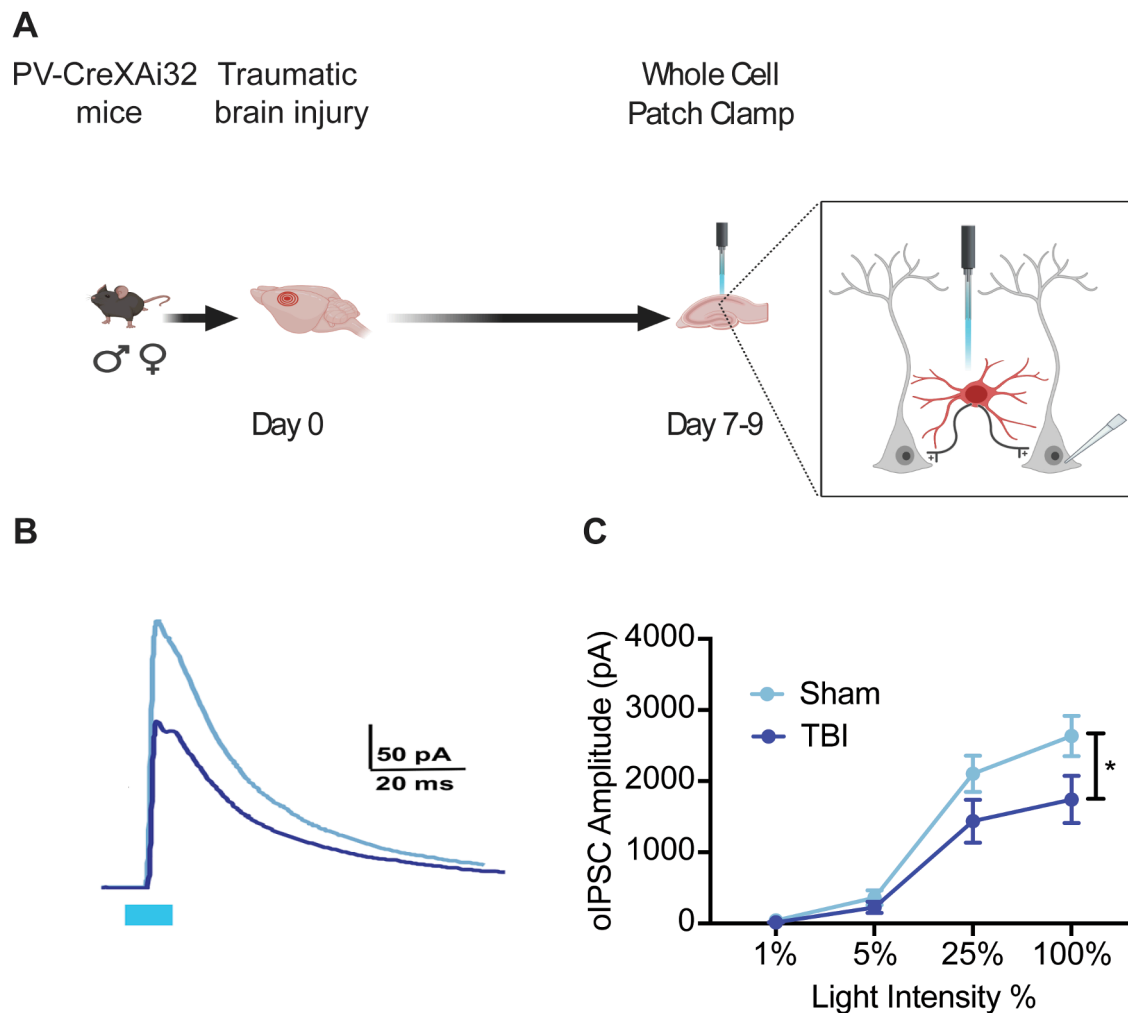 A
PV-CreXAi32
mice
Traumatic
brain injury
Whole Cell
Patch Clamp
♂ ♀
Day 0
Day 7-9
+ +
B
50 pA
20 ms
C
oIPSC Amplitude (pA)
4000
3000
2000
1000
0
Sham
TBI
*
1% 5% 25% 100%
Light Intensity %